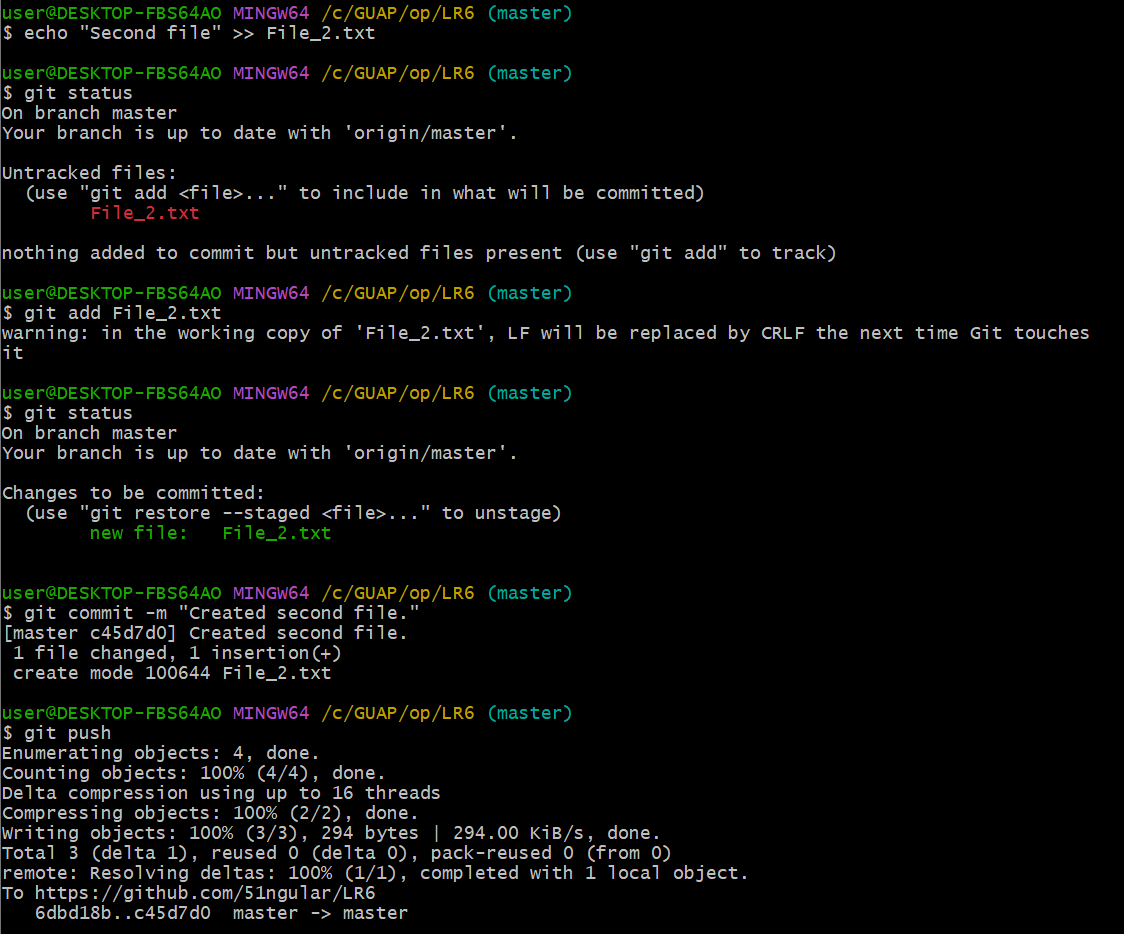 user@DESKTOP-FBS64AO MINGW64 /c/GUAP/op/LR6 (master)
$ echo "Second file" >> File_2.txt

user@DESKTOP-FBS64AO MINGW64 /c/GUAP/op/LR6 (master)
$ git status
On branch master
Your branch is up to date with 'origin/master'.

Untracked files:
  (use "git add <file>..." to include in what will be committed)
        File_2.txt

nothing added to commit but untracked files present (use "git add" to track)

user@DESKTOP-FBS64AO MINGW64 /c/GUAP/op/LR6 (master)
$ git add File_2.txt
warning: in the working copy of 'File_2.txt', LF will be replaced by CRLF the next time Git touches
it

user@DESKTOP-FBS64AO MINGW64 /c/GUAP/op/LR6 (master)
$ git status
On branch master
Your branch is up to date with 'origin/master'.

Changes to be committed:
  (use "git restore --staged <file>..." to unstage)
        new file:   File_2.txt


user@DESKTOP-FBS64AO MINGW64 /c/GUAP/op/LR6 (master)
$ git commit -m "Created second file."
[master c45d7d0] Created second file.
 1 file changed, 1 insertion(+)
 create mode 100644 File_2.txt

user@DESKTOP-FBS64AO MINGW64 /c/GUAP/op/LR6 (master)
$ git push
Enumerating objects: 4, done.
Counting objects: 100% (4/4), done.
Delta compression using up to 16 threads
Compressing objects: 100% (2/2), done.
Writing objects: 100% (3/3), 294 bytes | 294.00 KiB/s, done.
Total 3 (delta 1), reused 0 (delta 0), pack-reused 0 (from 0)
remote: Resolving deltas: 100% (1/1), completed with 1 local object.
To https://github.com/51ngular/LR6
   6dbd18b..c45d7d0  master -> master